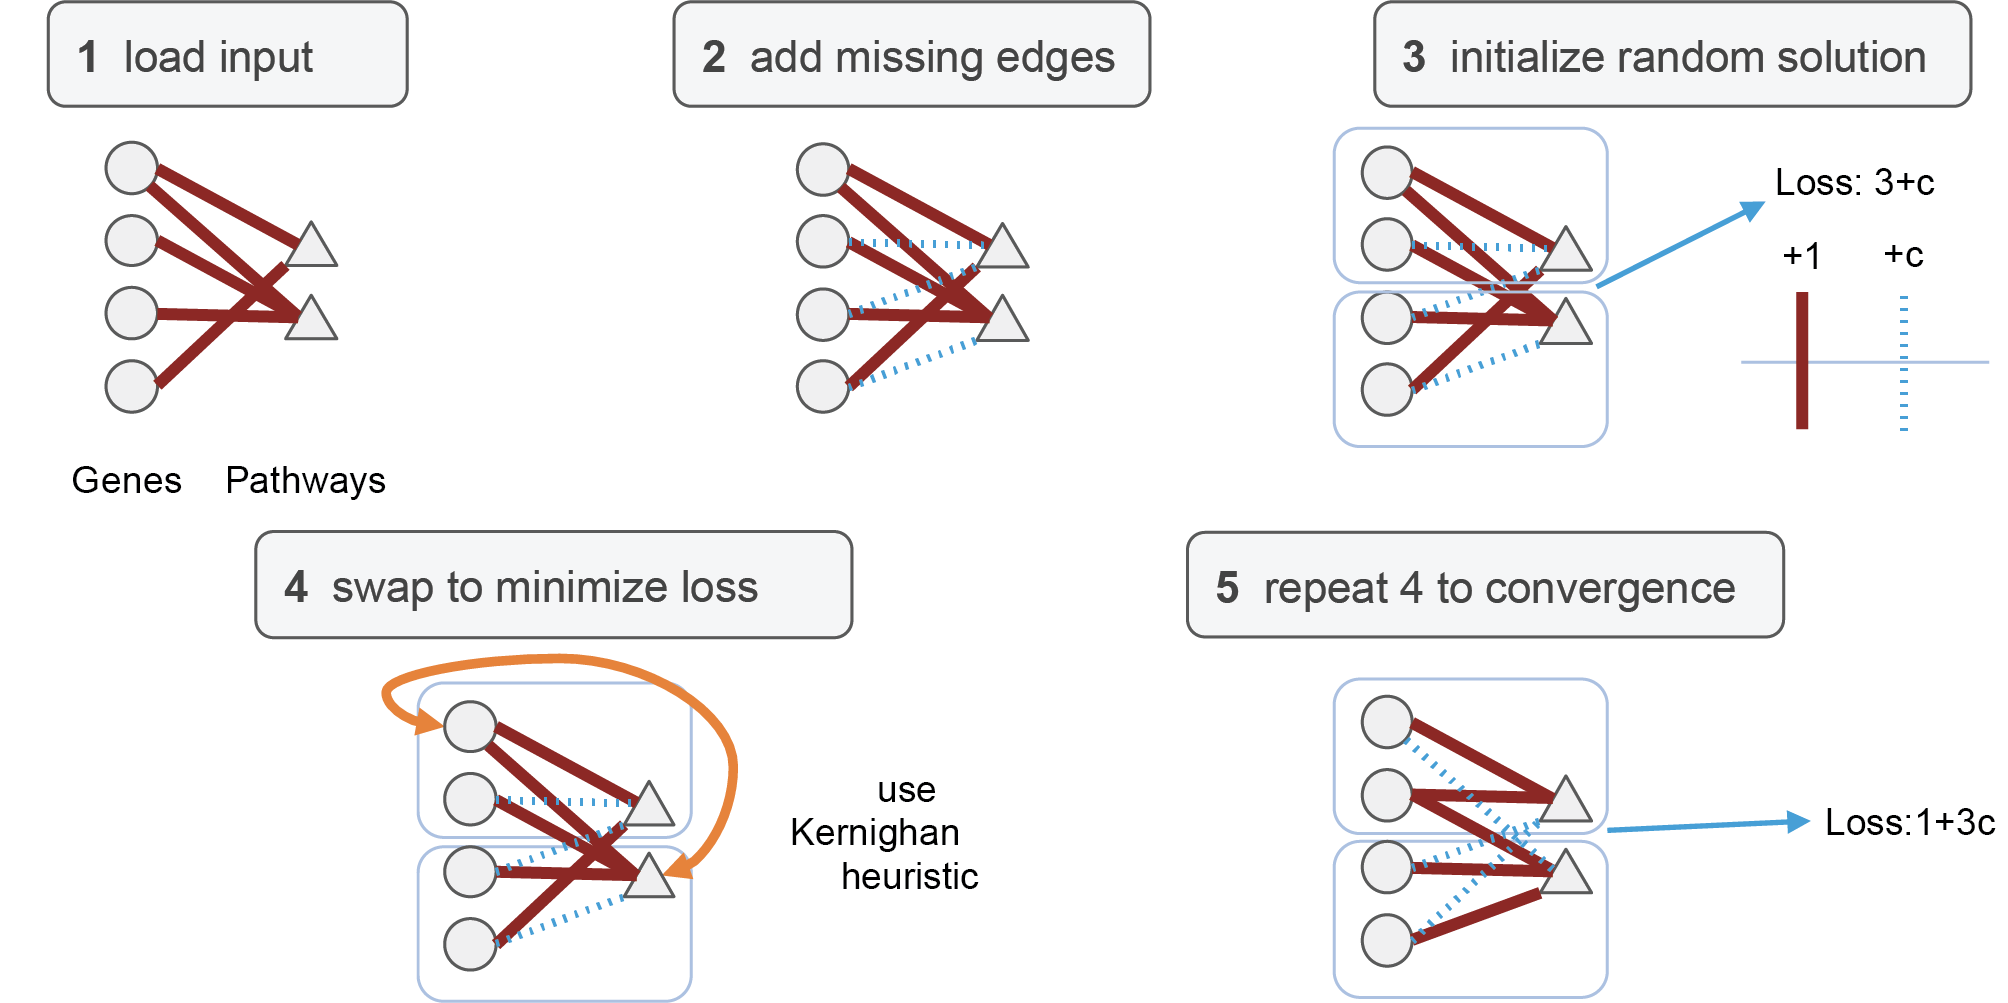 1 load input
2 add missing edges
3 initialize random solution
Loss: 3+c
+1 +c
Genes Pathways
4 swap to minimize loss
5 repeat 4 to convergence
use
Kernighan
heuristic
Loss:1+3c